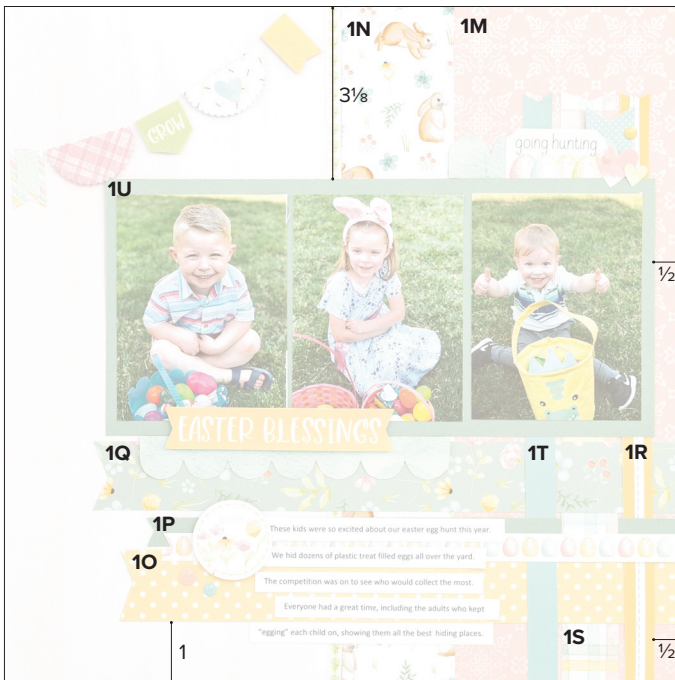 1N
1M
3⅛
GROW
going hunting
1U
½
EASTER BLESSINGS
1Q
1T
1R
1P
These kids were so excited about our easter egg hunt this year.
1O
We hid dozens of plastic treat filled eggs all over the yard.
The competition was on to see who would collect the most.
Everyone had a great time, including the adults who kept
"egging" each child on, showing them all the best hiding places.
1S
1
½